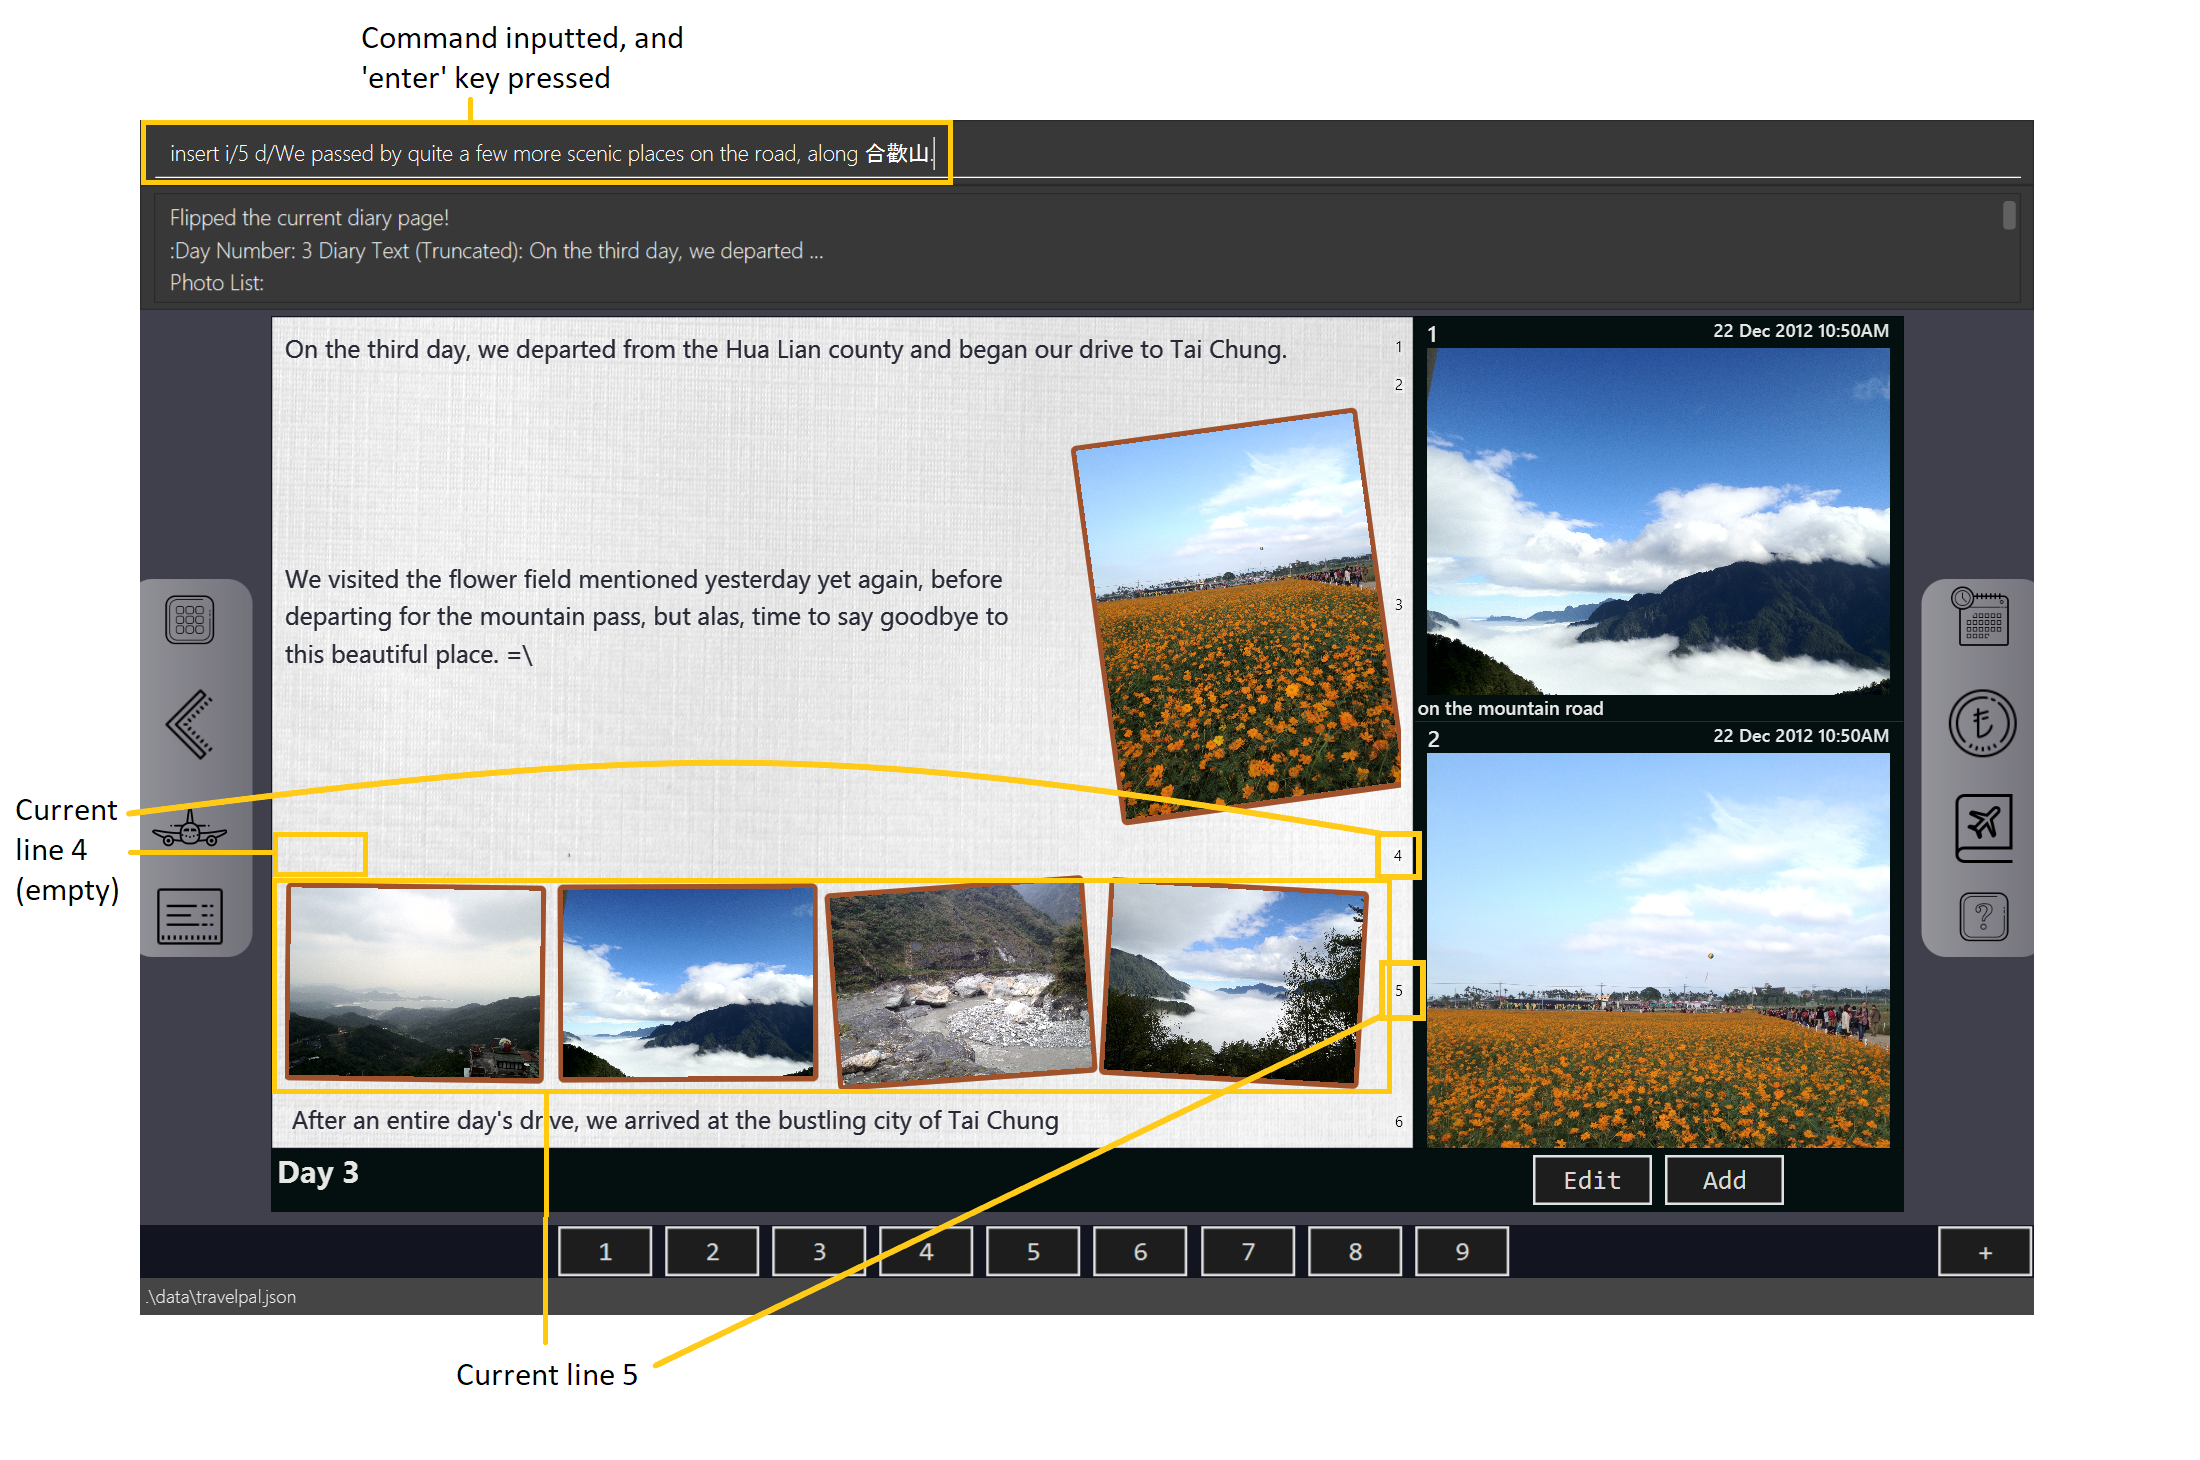 Command inputted, and
'enter' key pressed
insert i/5 d/We passed by quite a few more scenic places on the road, along 合歡山.
Flipped the current diary page!
:Day Number: 3 Diary Text (Truncated): On the third day, we departed ...
Photo List:
On the third day, we departed from the Hua Lian county and began our drive to Tai Chung.
1
2
We visited the flower field mentioned yesterday yet again, before
departing for the mountain pass, but alas, time to say goodbye to
this beautiful place. =\
3
Current
line 4
(empty)
4
5
After an entire day's drive, we arrived at the bustling city of Tai Chung
6
1
22 Dec 2012 10:50AM
on the mountain road
2
22 Dec 2012 10:50AM
?
Day 3
Edit
Add
1
2
3
4
5
6
7
8
9
+
.\data\travelpal.json
Current line 5